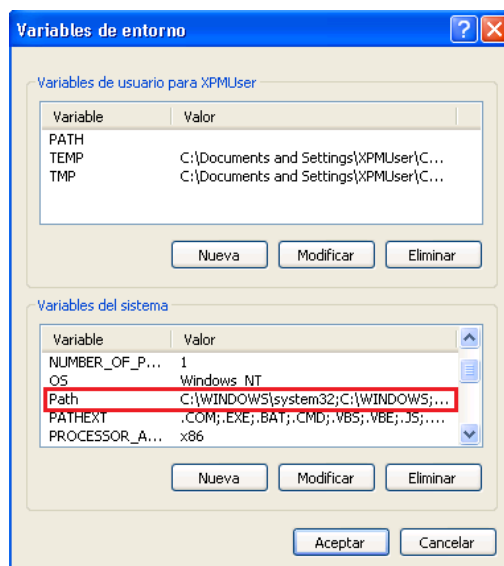 Variables de entorno
Variables de usuario para XPMUser
Variable Valor
PATH
TEMP C:\Documents and Settings\XPMUser\C...
TMP C:\Documents and Settings\XPMUser\C...
Nueva Modificar Eliminar
Variables del sistema
Variable Valor
NUMBER_OF_P... 1
OS Windows_NT
Path C:\WINDOWS\system32;C:\WINDOWS;...
PATHEXT .COM;.EXE;.BAT;.CMD;.VBS;.VBE;.JS;....
PROCESSOR_A... x86
Nueva Modificar Eliminar
Aceptar Cancelar